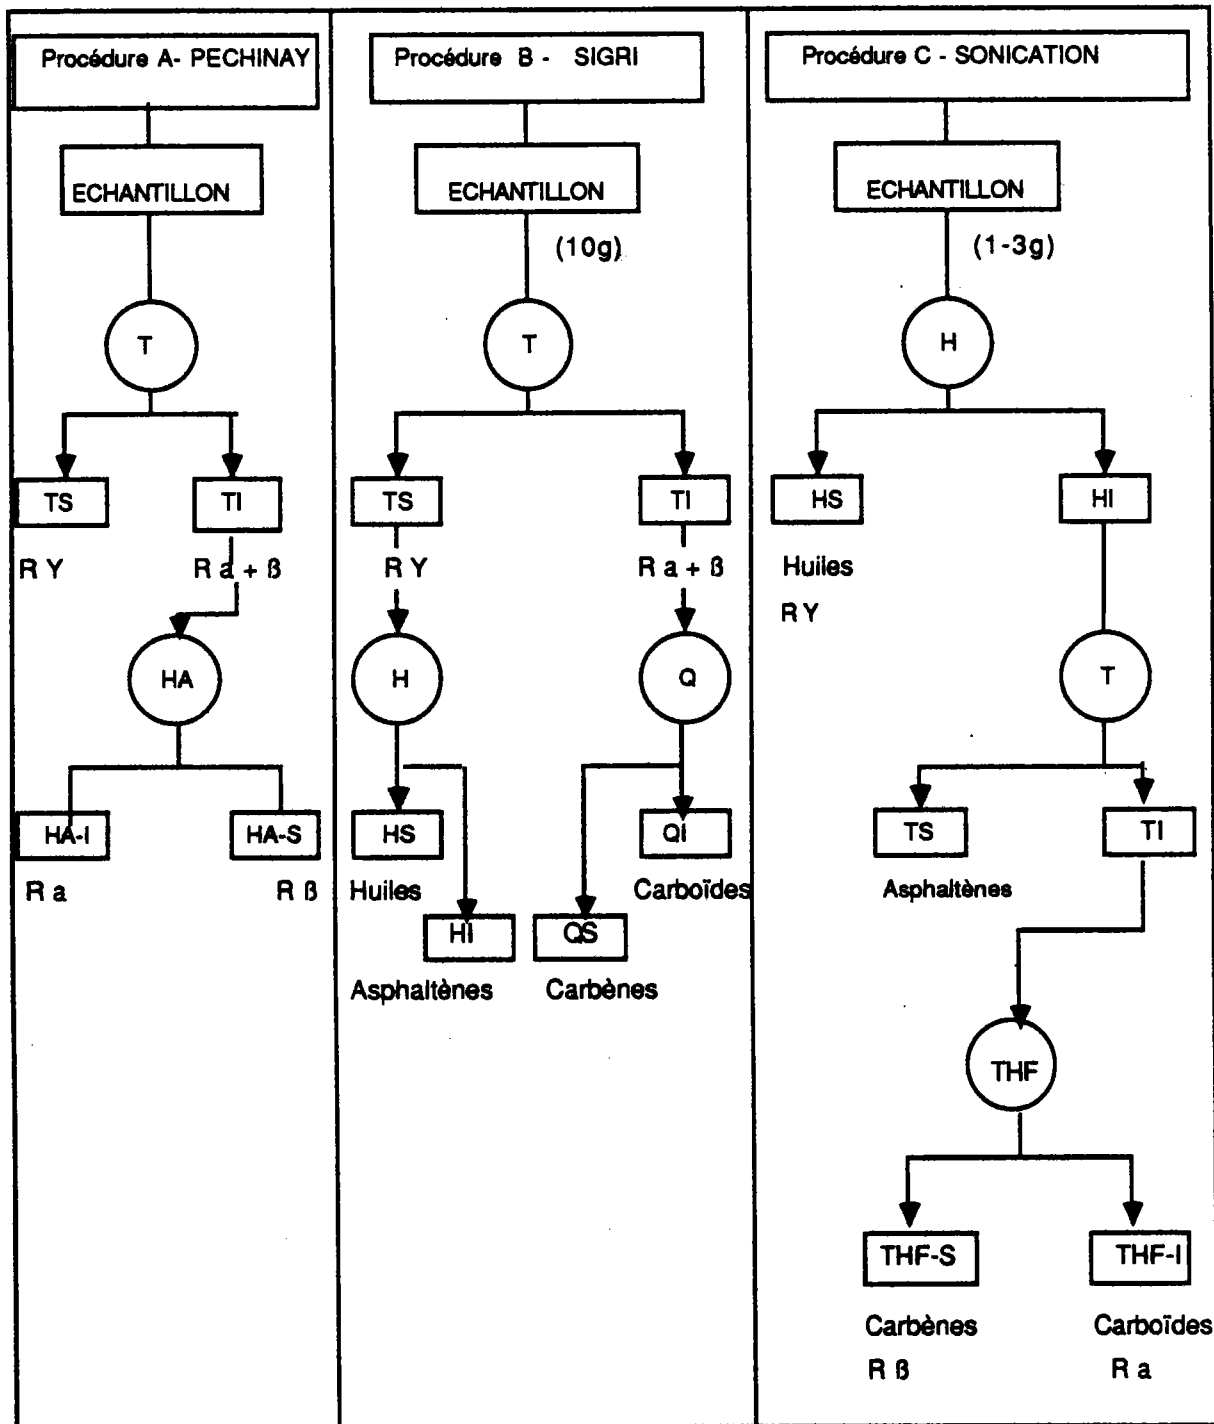 Procédure A- PECHINAY
ECHANTILLON
T
TS
TI
R Y
R a + ß
HA
HA-I
HA-S
R a
R ß
Procédure B - SIGRI
ECHANTILLON
(10g)
T
TS
TI
R Y
R a + ß
H
Q
HS
QI
Huiles
Carboïdes
HI
QS
Asphaltènes
Carbènes
Procédure C - SONICATION
ECHANTILLON
(1-3g)
H
HS
HI
Huiles
R Y
T
TS
TI
Asphaltènes
THF
THF-S
THF-I
Carbènes
Carboïdes
R ß
R a